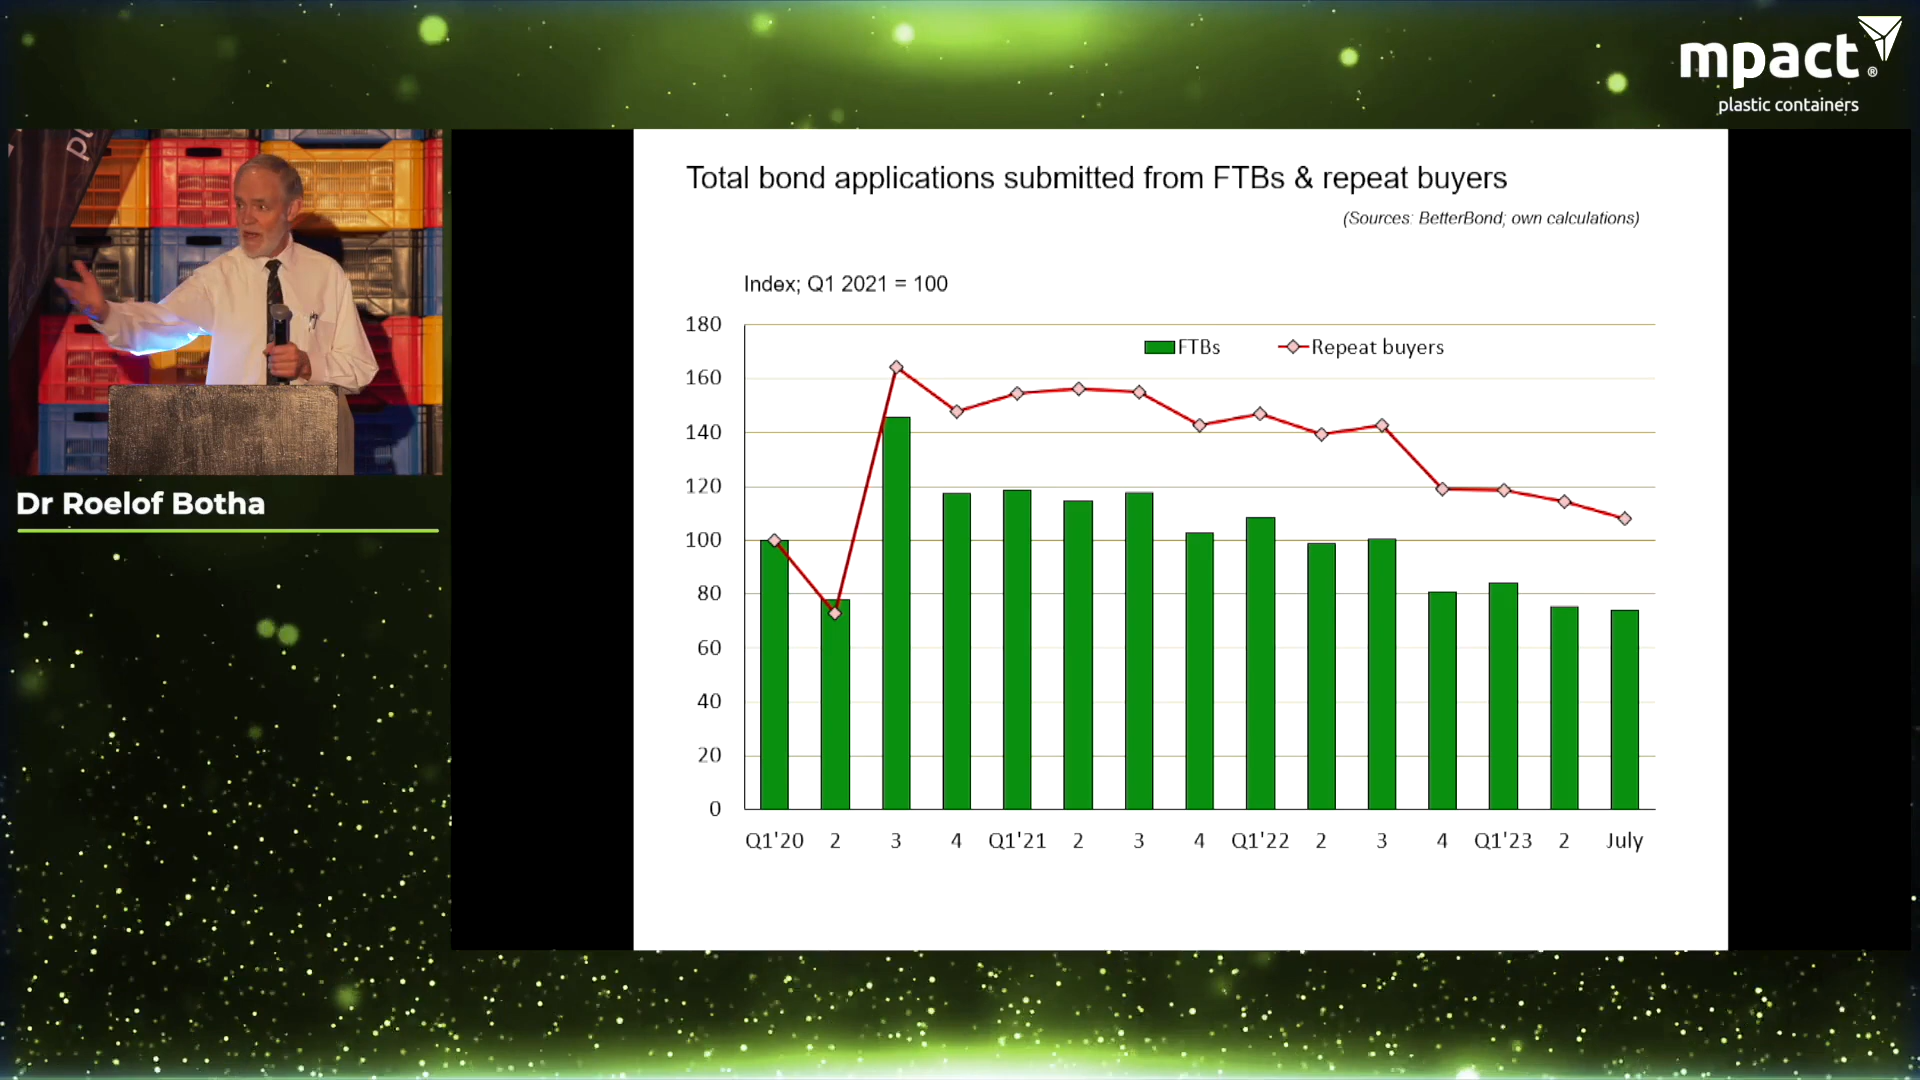 mpact
®
plastic containers
Dr Roelof Botha
Total bond applications submitted from FTBs & repeat buyers
(Sources: BetterBond; own calculations)
Index; Q1 2021 = 100
FTBs
Repeat buyers
180
160
140
120
100
80
60
40
20
0
Q1'20 2 3 4 Q1'21 2 3 4 Q1'22 2 3 4 Q1'23 2 July